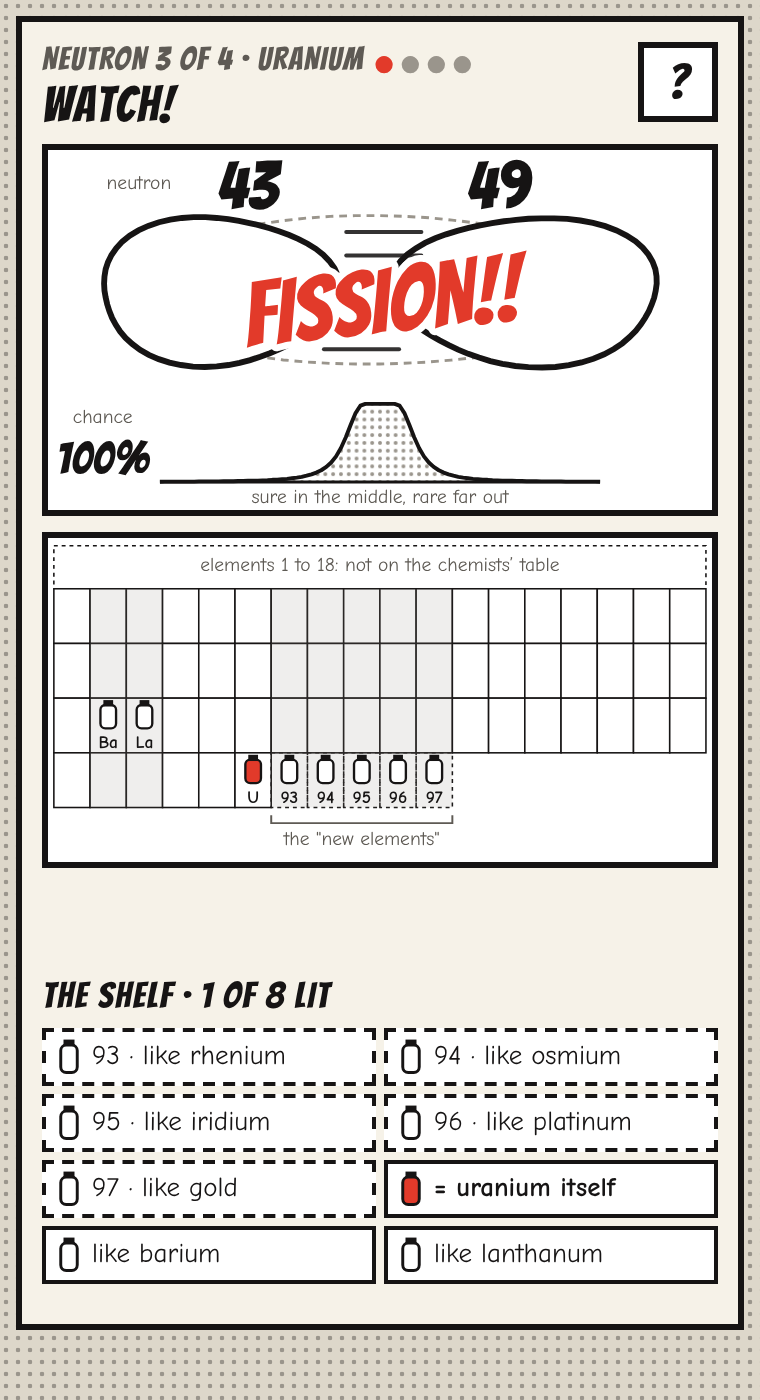 NEUTRON 3 OF 4 · URANIUM
WATCH!
?
neutron
43
49
FISSION!!
chance
100%
sure in the middle, rare far out
elements 1 to 18: not on the chemists' table
Ba
La
U
93
94
95
96
97
the "new elements"
THE SHELF · 1 OF 8 LIT
93 · like rhenium
94 · like osmium
95 · like iridium
96 · like platinum
97 · like gold
= uranium itself
like barium
like lanthanum